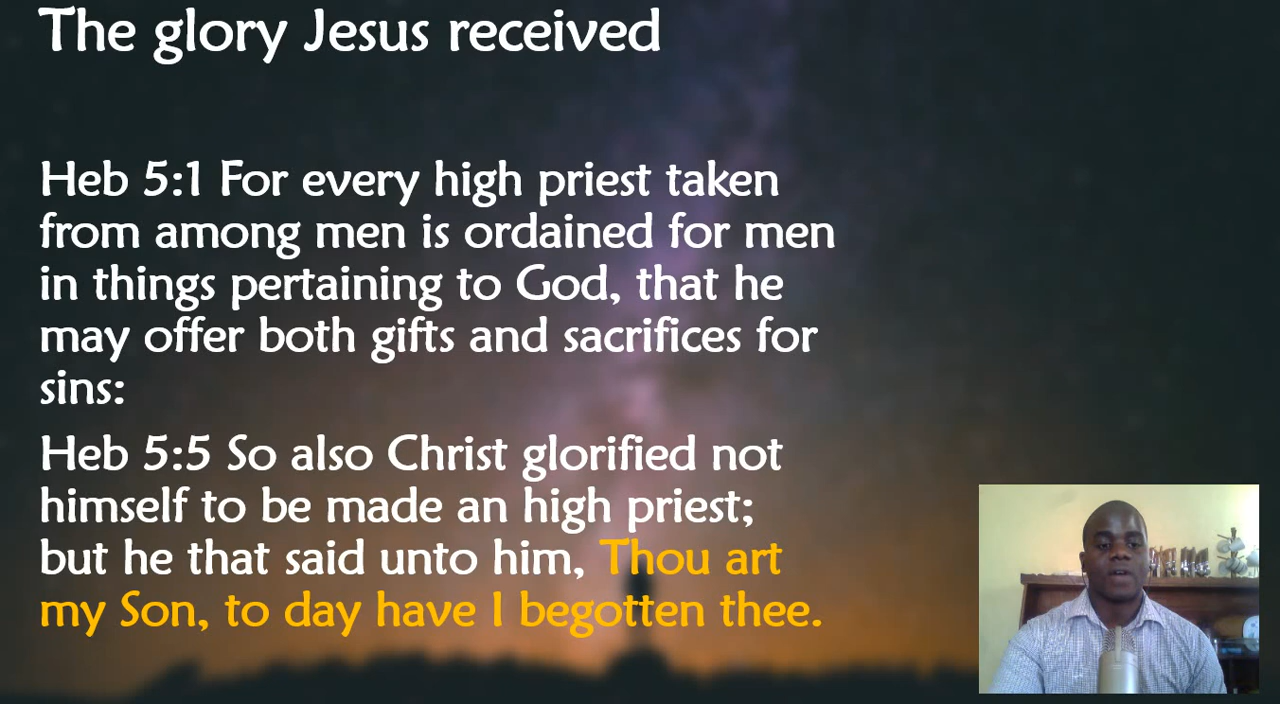 The glory Jesus received
Heb 5:1 For every high priest taken
from among men is ordained for men
in things pertaining to God, that he
may offer both gifts and sacrifices for
sins:
Heb 5:5 So also Christ glorified not
himself to be made an high priest;
but he that said unto him, Thou art
my Son, to day have I begotten thee.